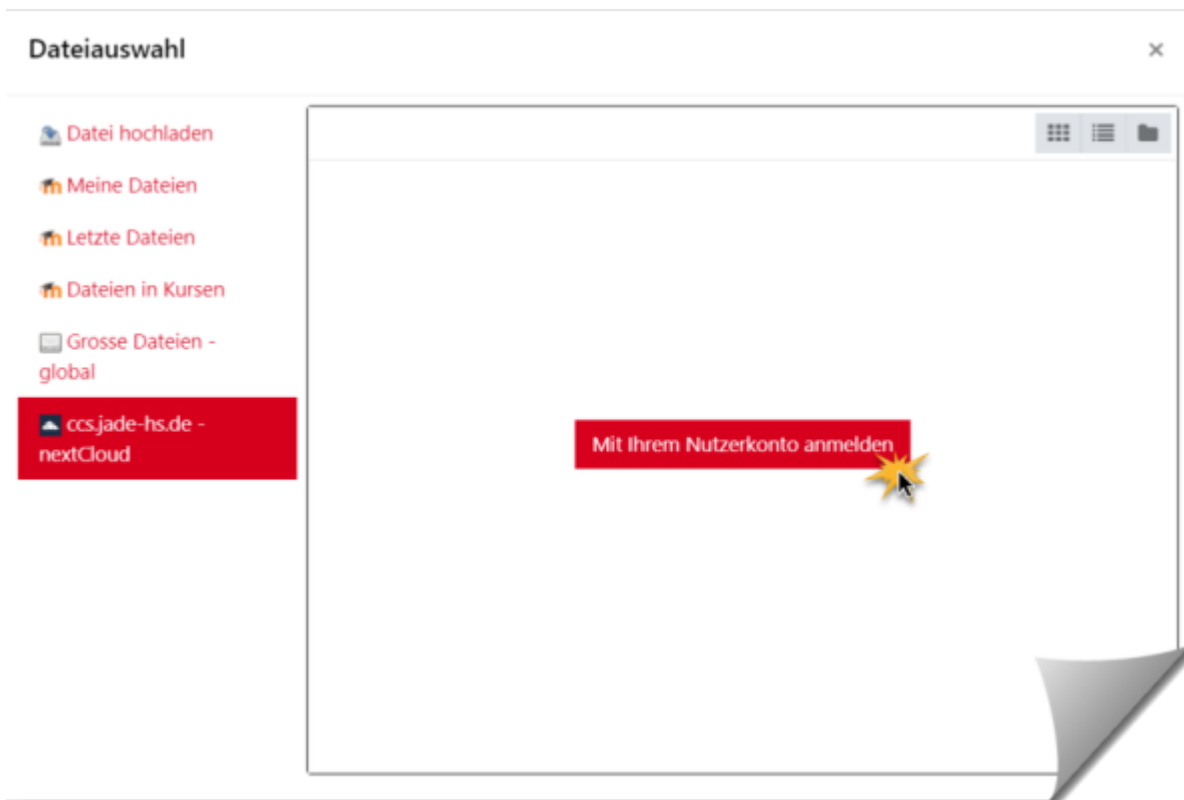 Dateiauswahl
Datei hochladen
Meine Dateien
Letzte Dateien
Dateien in Kursen
Grosse Dateien -
global
ccs.jade-hs.de -
nextCloud
Mit Ihrem Nutzerkonto anmelden